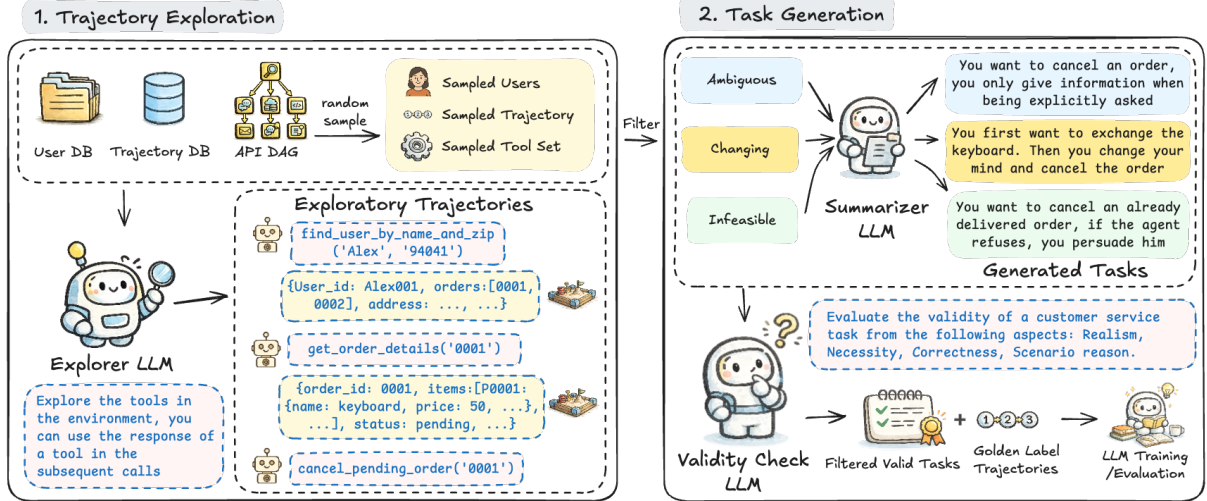 1. Trajectory Exploration
User DB
Trajectory DB
API DAG
random
sample
Sampled Users
1 2 3
Sampled Trajectory
Sampled Tool Set
Explorer LLM
Explore the tools in
the environment, you
can use the response of
a tool in the
subsequent calls
Exploratory Trajectories
find_user_by_name_and_zip
('Alex', '94041')
{User_id: Alex001, orders:[0001,
0002], address: ..., ...}
get_order_details('0001')
{order_id: 0001, items:[P0001:
{name: keyboard, price: 50, ...},
...], status: pending, ...}
cancel_pending_order('0001')
Filter
2. Task Generation
Ambiguous
Changing
Infeasible
Summarizer
LLM
You want to cancel an order,
you only give information when
being explicitly asked
You first want to exchange the
keyboard. Then you change your
mind and cancel the order
You want to cancel an already
delivered order, if the agent
refuses, you persuade him
Generated Tasks
?
Validity Check
LLM
Evaluate the validity of a customer service
task from the following aspects: Realism,
Necessity, Correctness, Scenario reason.
Filtered Valid Tasks
+
1 2 3
Golden Label
Trajectories
LLM Training
/Evaluation